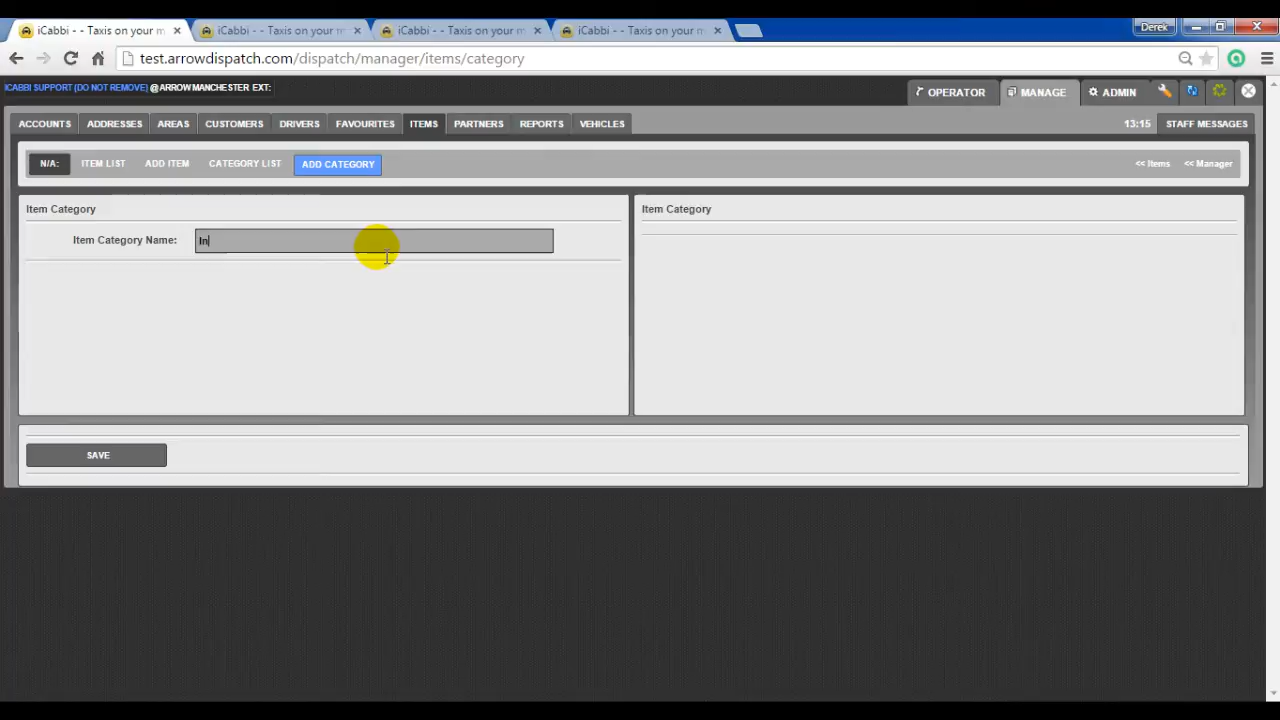 iCabbi - - Taxis on your m
iCabbi - - Taxis on your m
iCabbi - - Taxis on your m
iCabbi - - Taxis on your m
Derek
test.arrowdispatch.com/dispatch/manager/items/category
ICABBI SUPPORT (DO NOT REMOVE) @ARROWMANCHESTER EXT:
OPERATOR
MANAGE
ADMIN
ACCOUNTS
ADDRESSES
AREAS
CUSTOMERS
DRIVERS
FAVOURITES
ITEMS
PARTNERS
REPORTS
VEHICLES
13:15
STAFF MESSAGES
N/A:
ITEM LIST
ADD ITEM
CATEGORY LIST
ADD CATEGORY
<< Items
<< Manager
Item Category
Item Category
Item Category Name:
In
SAVE